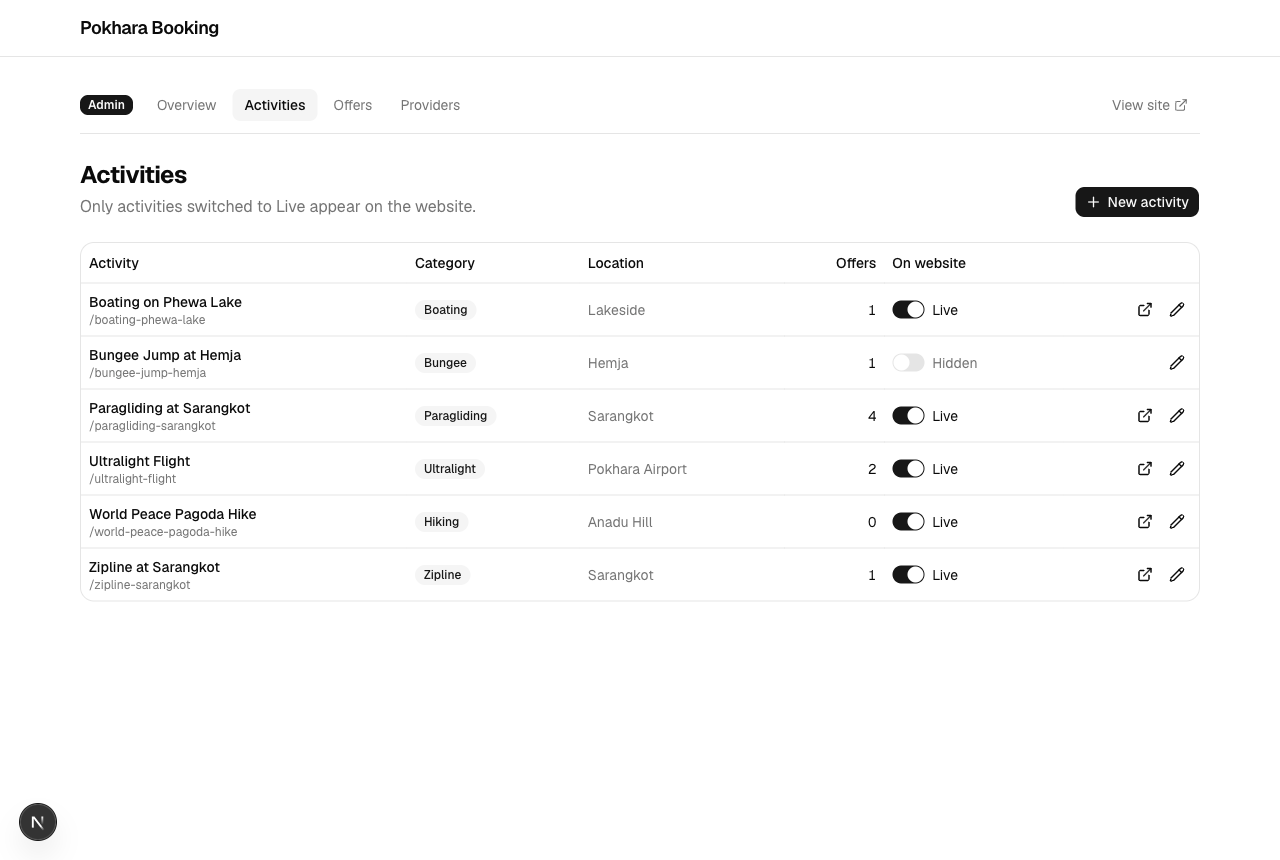 Pokhara Booking
Admin Overview Activities Offers Providers View site
Activities
Only activities switched to Live appear on the website.
New activity
Activity Category Location Offers On website
Boating on Phewa Lake
/boating-phewa-lake
Boating Lakeside 1 Live
Bungee Jump at Hemja
/bungee-jump-hemja
Bungee Hemja 1 Hidden
Paragliding at Sarangkot
/paragliding-sarangkot
Paragliding Sarangkot 4 Live
Ultralight Flight
/ultralight-flight
Ultralight Pokhara Airport 2 Live
World Peace Pagoda Hike
/world-peace-pagoda-hike
Hiking Anadu Hill 0 Live
Zipline at Sarangkot
/zipline-sarangkot
Zipline Sarangkot 1 Live
N